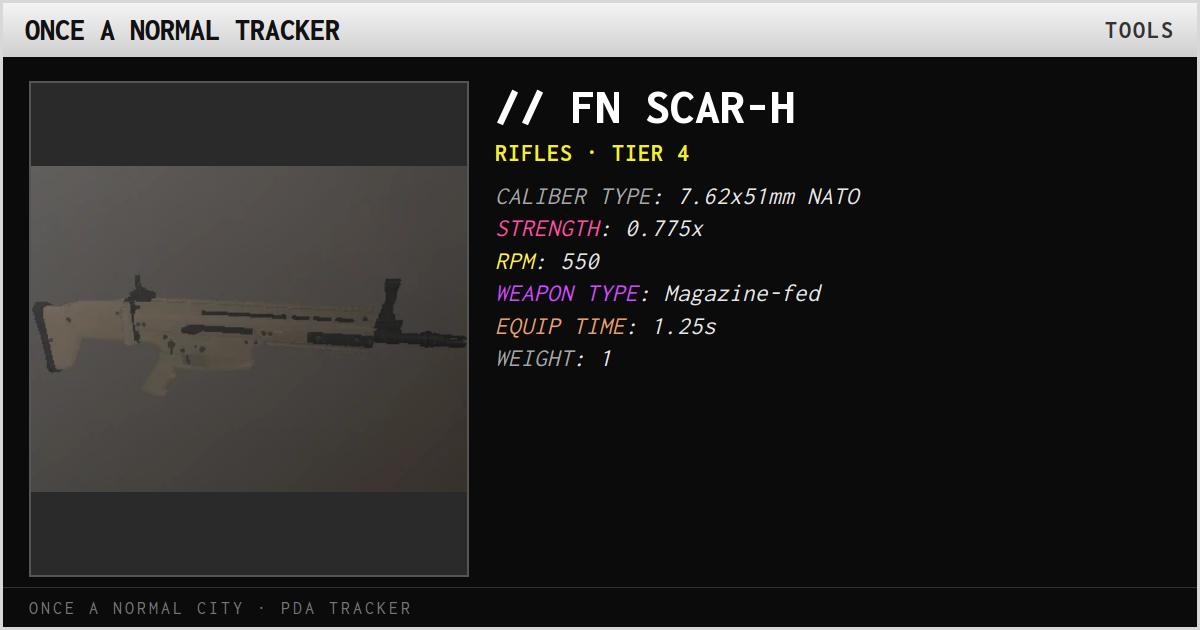 ONCE A NORMAL TRACKER
TOOLS
// FN SCAR-H
RIFLES · TIER 4
CALIBER TYPE: 7.62x51mm NATO
STRENGTH: 0.775x
RPM: 550
WEAPON TYPE: Magazine-fed
EQUIP TIME: 1.25s
WEIGHT: 1
ONCE A NORMAL CITY · PDA TRACKER